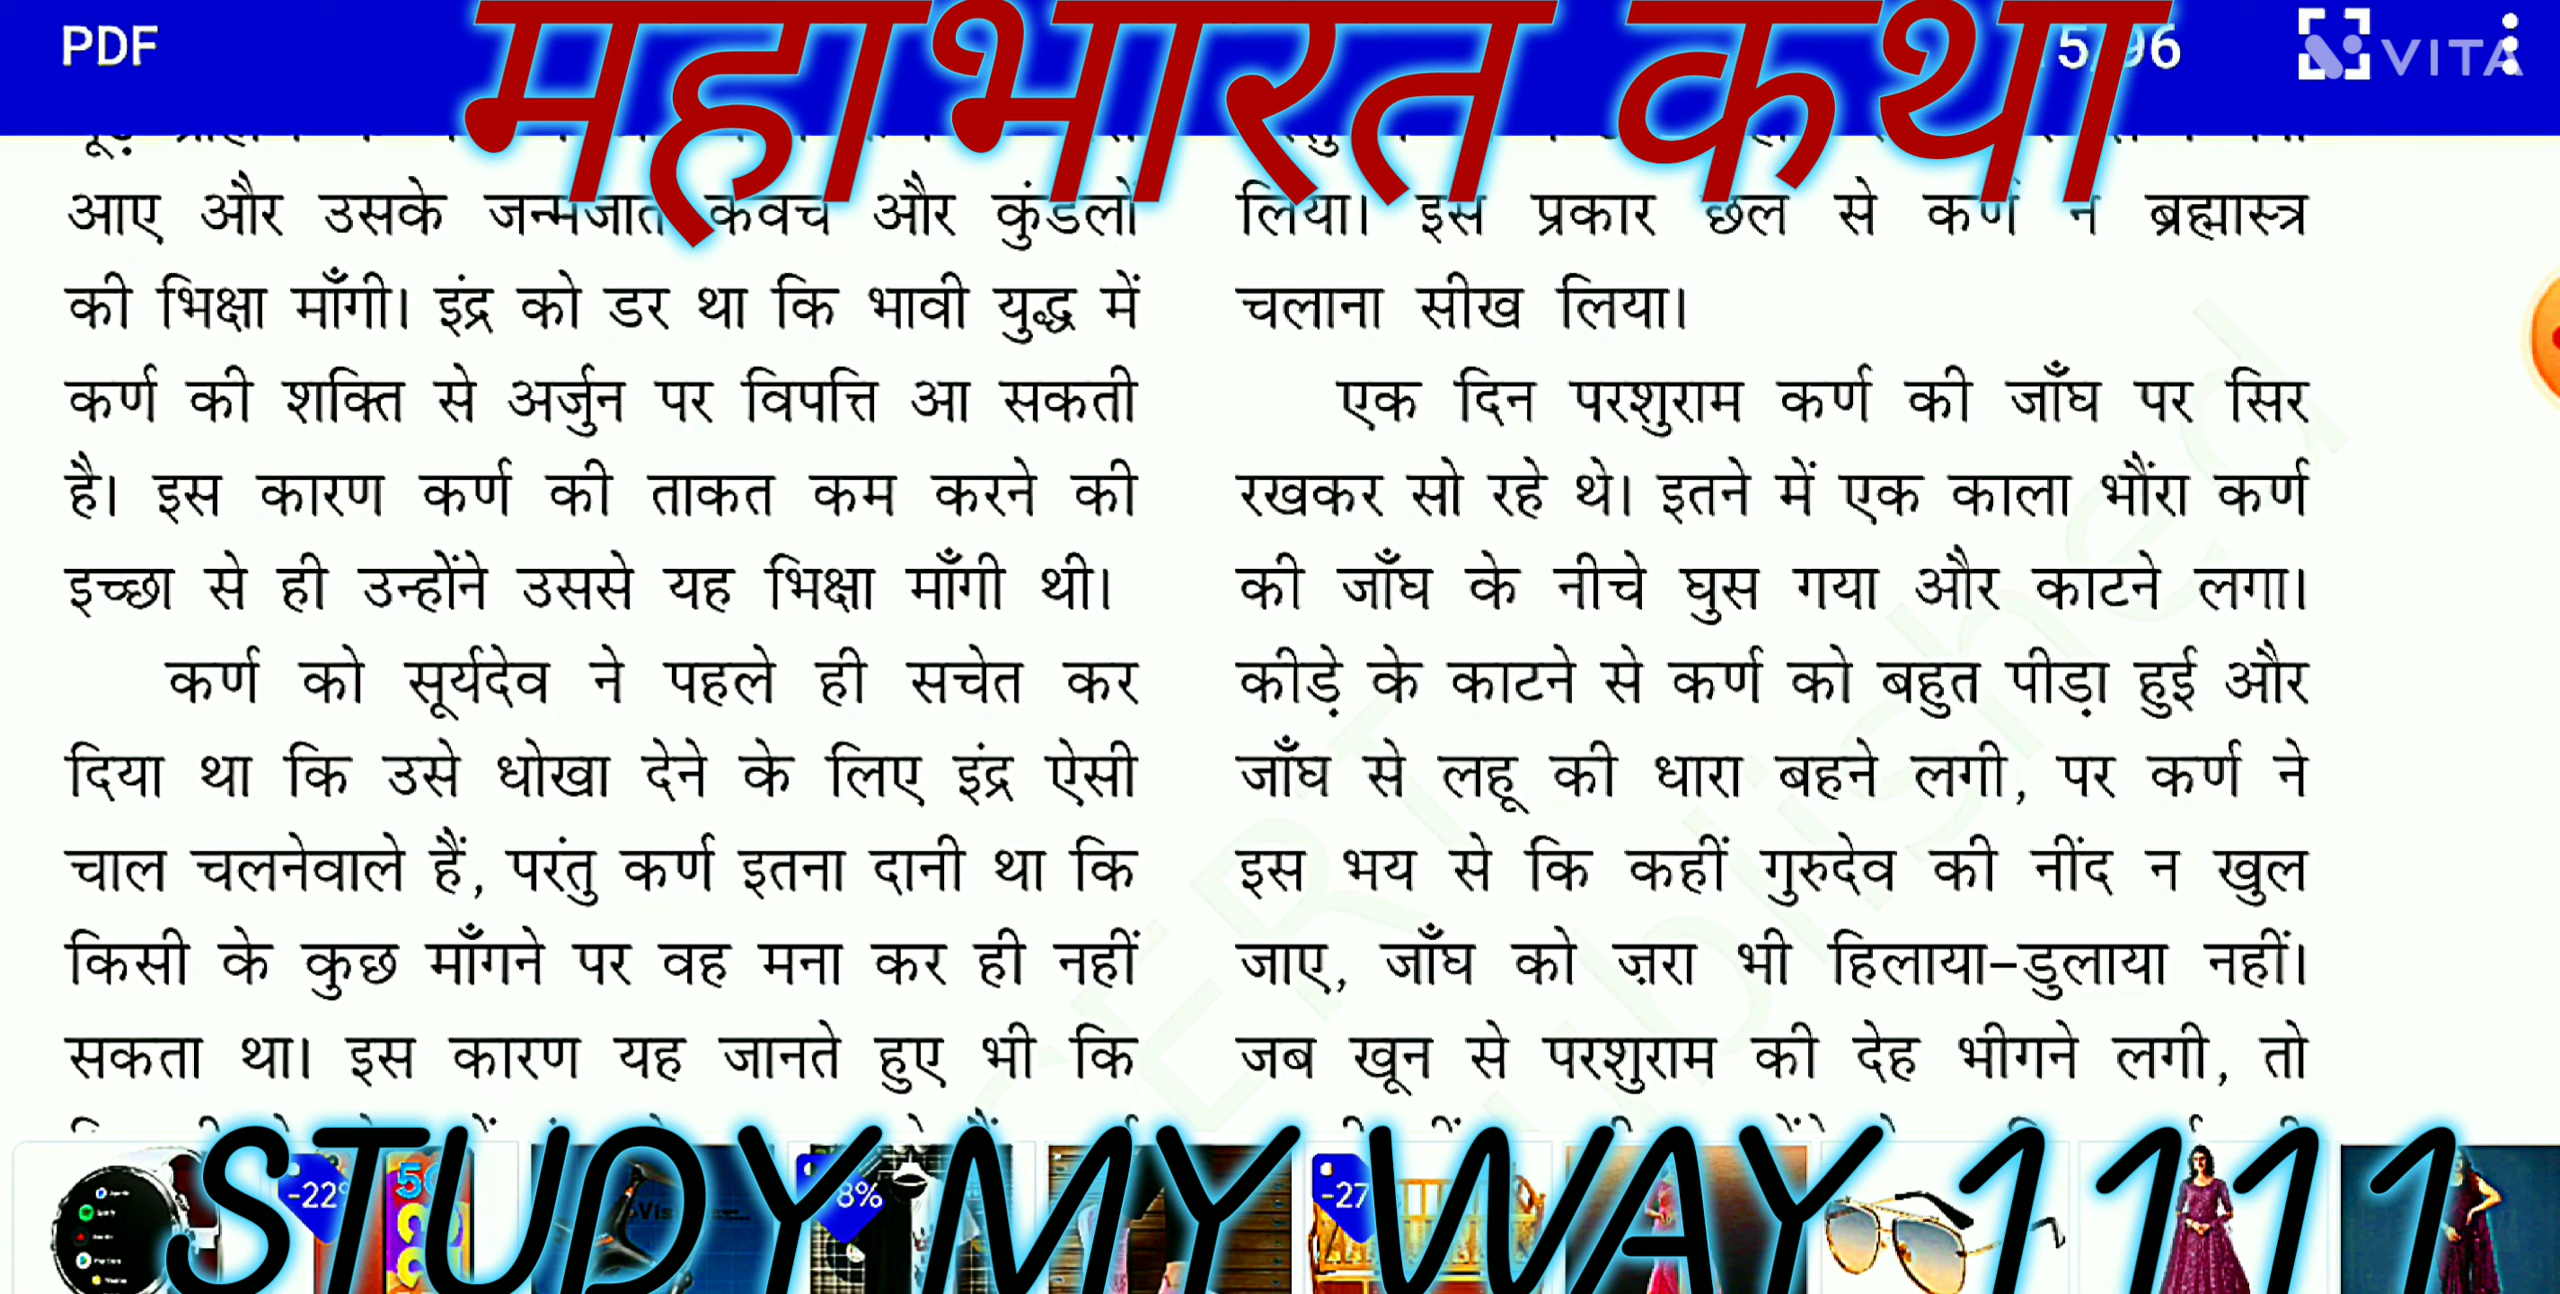 PDF
महाभारत कथा
VITA
आए और उसके जन्मजात कवच और कुंडलों
की भिक्षा माँगी। इंद्र को डर था कि भावी युद्ध में
कर्ण की शक्ति से अर्जुन पर विपत्ति आ सकती
है। इस कारण कर्ण की ताकत कम करने की
इच्छा से ही उन्होंने उससे यह भिक्षा माँगी थी।
कर्ण को सूर्यदेव ने पहले ही सचेत कर
दिया था कि उसे धोखा देने के लिए इंद्र ऐसी
चाल चलनेवाले हैं, परंतु कर्ण इतना दानी था कि
किसी के कुछ माँगने पर वह मना कर ही नहीं
सकता था। इस कारण यह जानते हुए भी कि
लिया। इस प्रकार छल से कर्ण ने ब्रह्मास्त्र
चलाना सीख लिया।
एक दिन परशुराम कर्ण की जाँघ पर सिर
रखकर सो रहे थे। इतने में एक काला भौंरा कर्ण
की जाँघ के नीचे घुस गया और काटने लगा।
कीड़े के काटने से कर्ण को बहुत पीड़ा हुई और
जाँघ से लहू की धारा बहने लगी, पर कर्ण ने
इस भय से कि कहीं गुरुदेव की नींद न खुल
जाए, जाँघ को ज़रा भी हिलाया-डुलाया नहीं।
जब खून से परशुराम की देह भीगने लगी, तो
STUDY MY WAY 1111